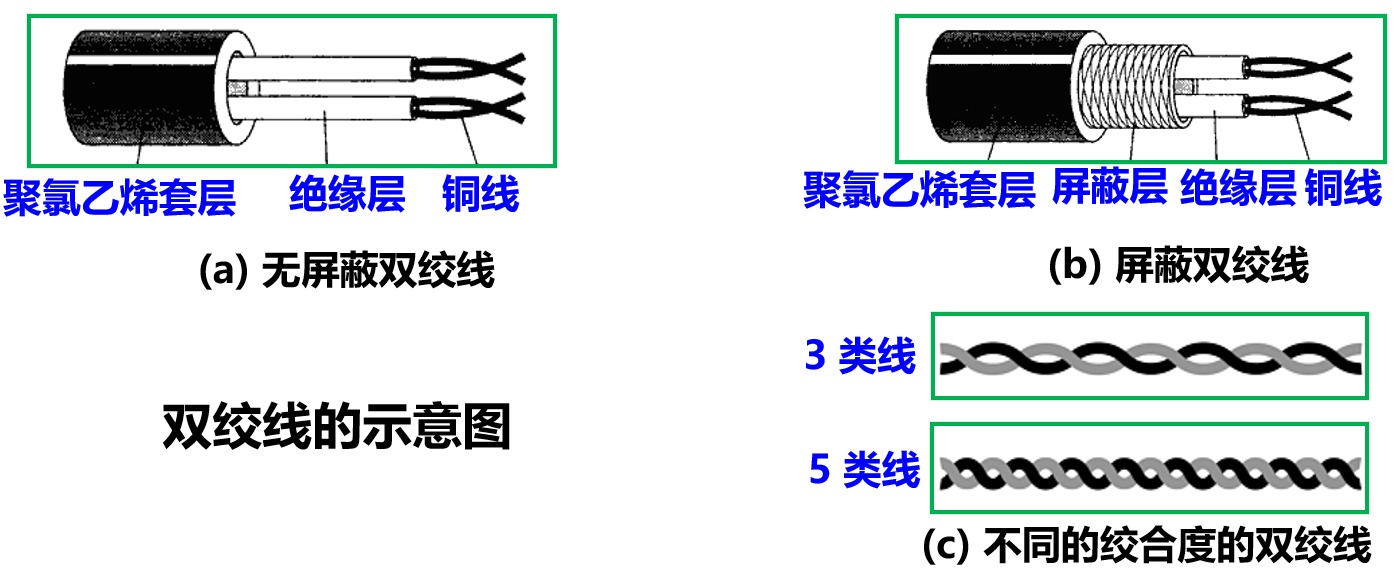 聚氯乙烯套层 绝缘层 铜线
(a) 无屏蔽双绞线
聚氯乙烯套层 屏蔽层 绝缘层 铜线
(b) 屏蔽双绞线
3 类线
双绞线的示意图
5 类线
(c) 不同的绞合度的双绞线